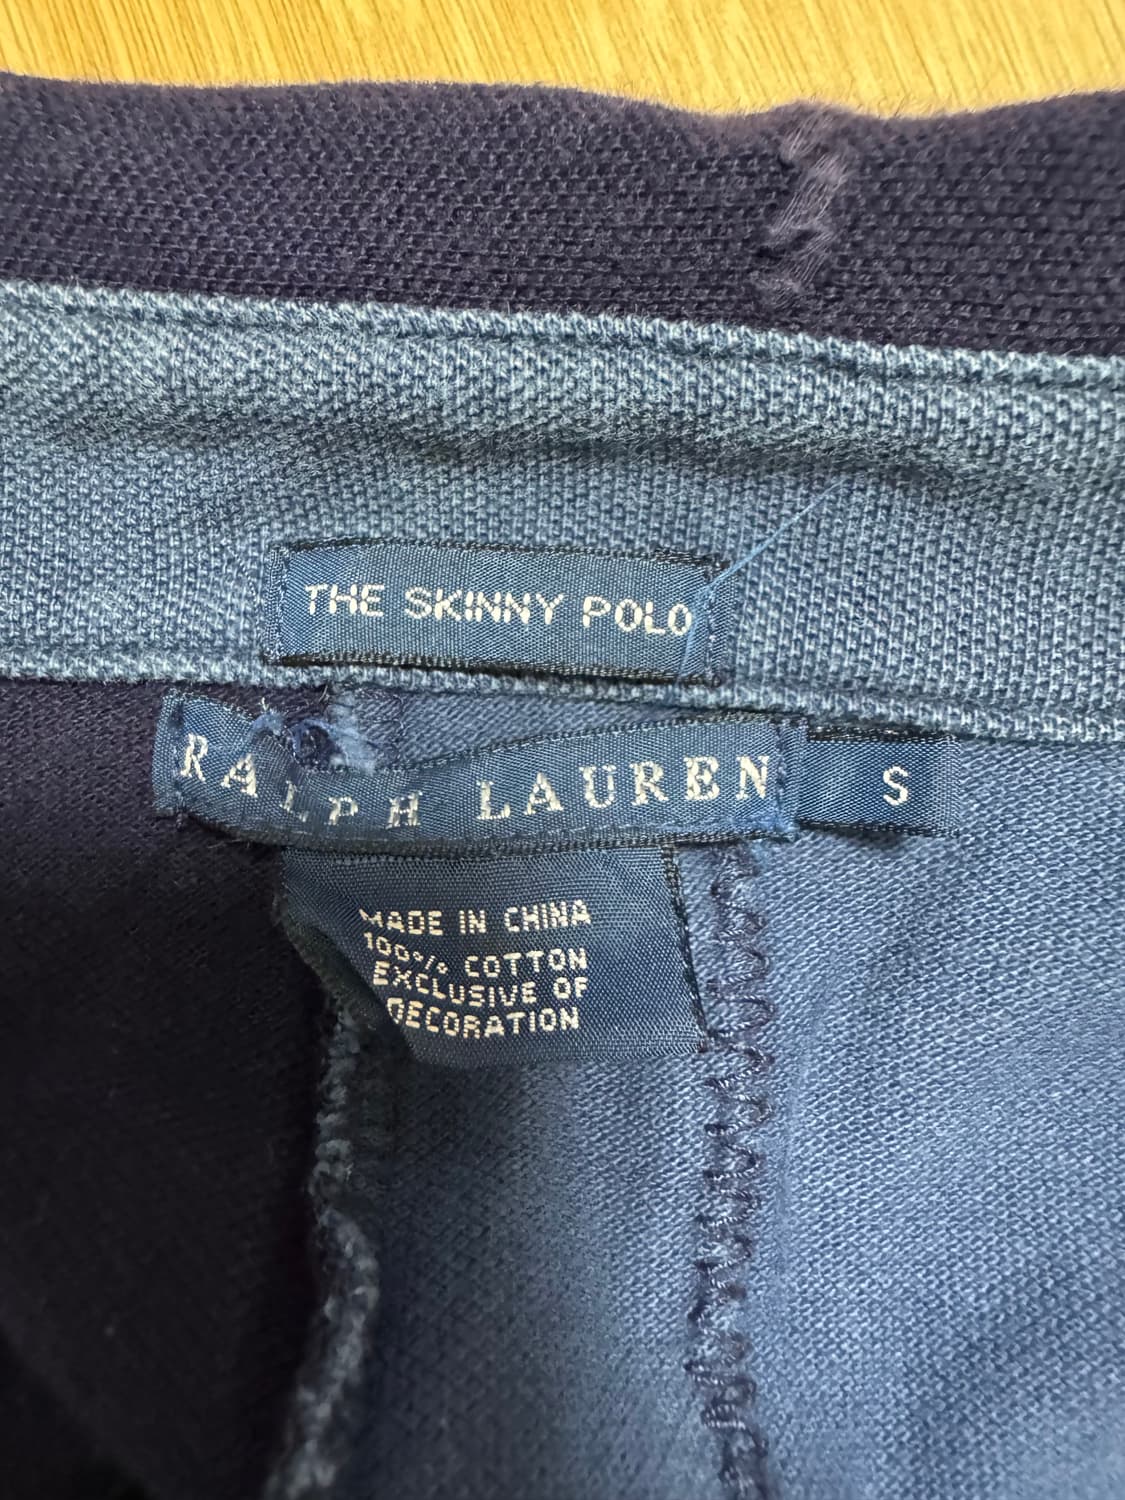 THE SKINNY POLO
RALPH LAUREN
S
MADE IN CHINA
100% COTTON
EXCLUSIVE OF
DECORATION